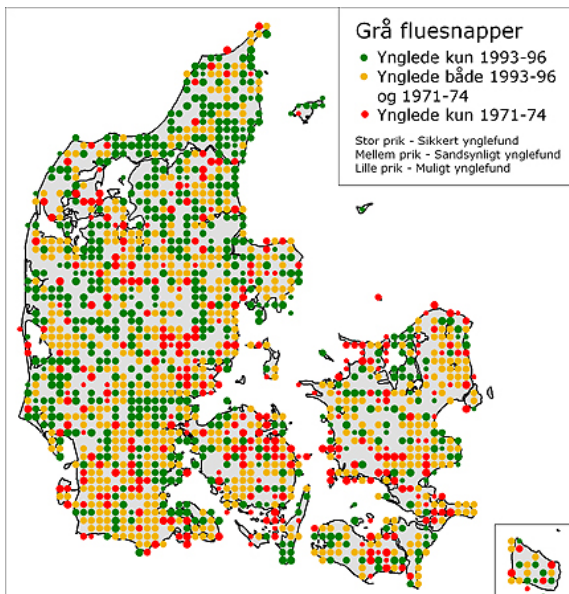 Grå fluesnapper
Ynglede kun 1993-96
Ynglede både 1993-96
og 1971-74
Ynglede kun 1971-74
Stor prik - Sikkert ynglefund
Mellem prik - Sandsynligt ynglefund
Lille prik - Muligt ynglefund